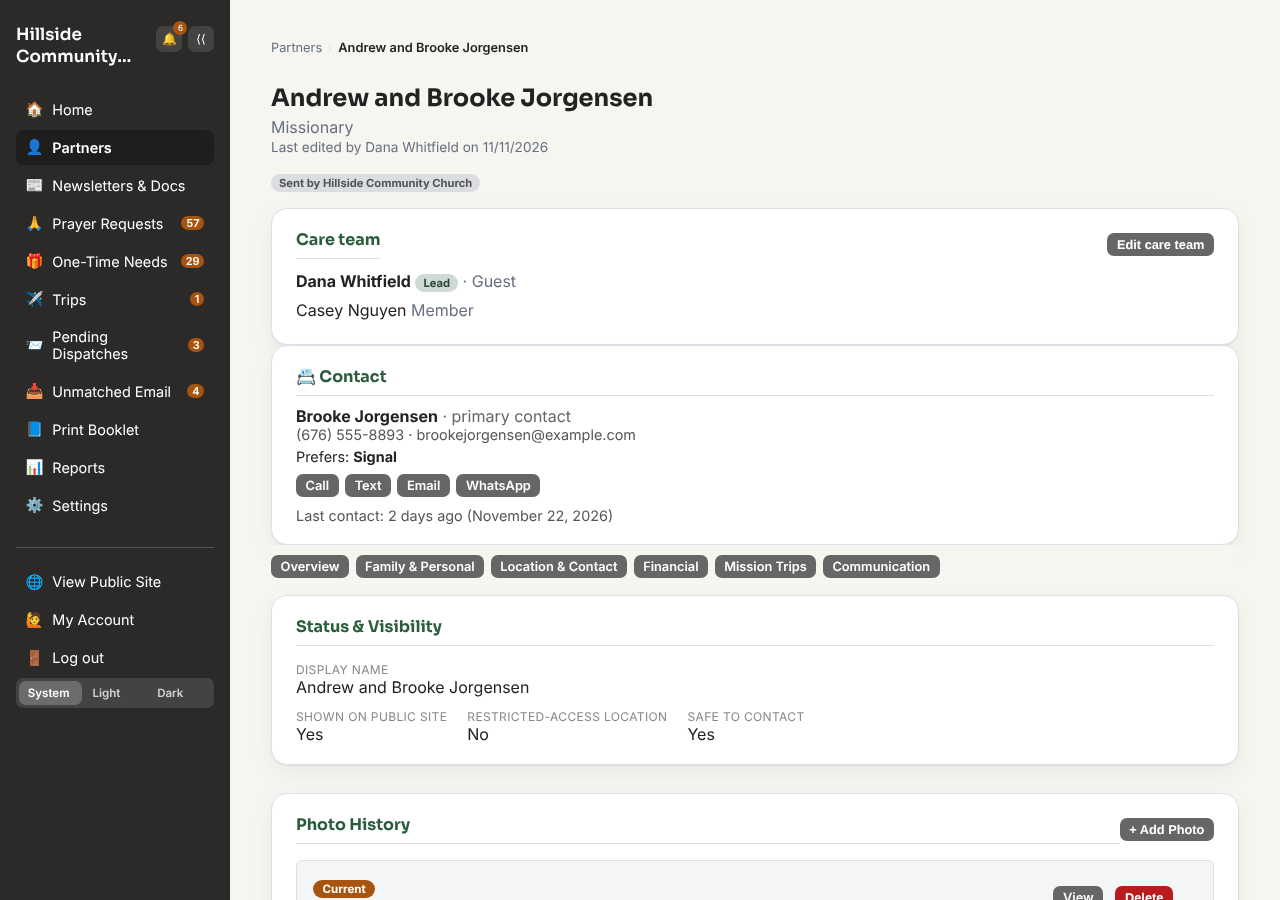 Hillside
Community...
6
⟨⟨
Home
Partners
Newsletters & Docs
Prayer Requests 57
One-Time Needs 29
Trips 1
Pending
Dispatches 3
Unmatched Email 4
Print Booklet
Reports
Settings
View Public Site
My Account
Log out
System Light Dark
Partners › Andrew and Brooke Jorgensen
Andrew and Brooke Jorgensen
Missionary
Last edited by Dana Whitfield on 11/11/2026
Sent by Hillside Community Church
Care team
Edit care team
Dana Whitfield Lead · Guest
Casey Nguyen Member
Contact
Brooke Jorgensen · primary contact
(676) 555-8893 · brookejorgensen@example.com
Prefers: Signal
Call Text Email WhatsApp
Last contact: 2 days ago (November 22, 2026)
Overview Family & Personal Location & Contact Financial Mission Trips Communication
Status & Visibility
DISPLAY NAME
Andrew and Brooke Jorgensen
SHOWN ON PUBLIC SITE RESTRICTED-ACCESS LOCATION SAFE TO CONTACT
Yes No Yes
Photo History
+ Add Photo
Current
View Delete